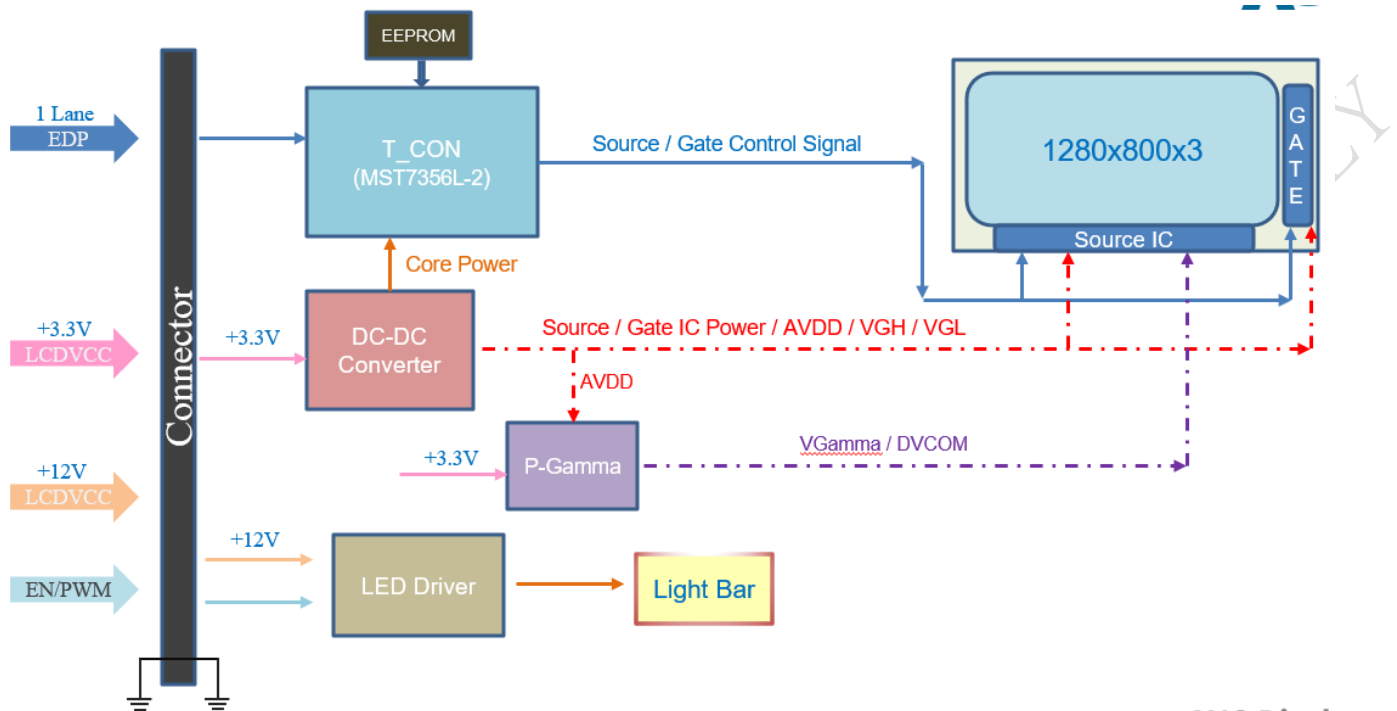 EEPROM
1 Lane
EDP
T_CON
(MST7356L-2)
Source / Gate Control Signal
1280x800x3
GATE
Source IC
Core Power
Connector
+3.3V
LCDVCC
+3.3V
DC-DC
Converter
Source / Gate IC Power / AVDD / VGH / VGL
AVDD
+12V
LCDVCC
+3.3V
P-Gamma
VGamma / DVCOM
+12V
EN/PWM
LED Driver
Light Bar